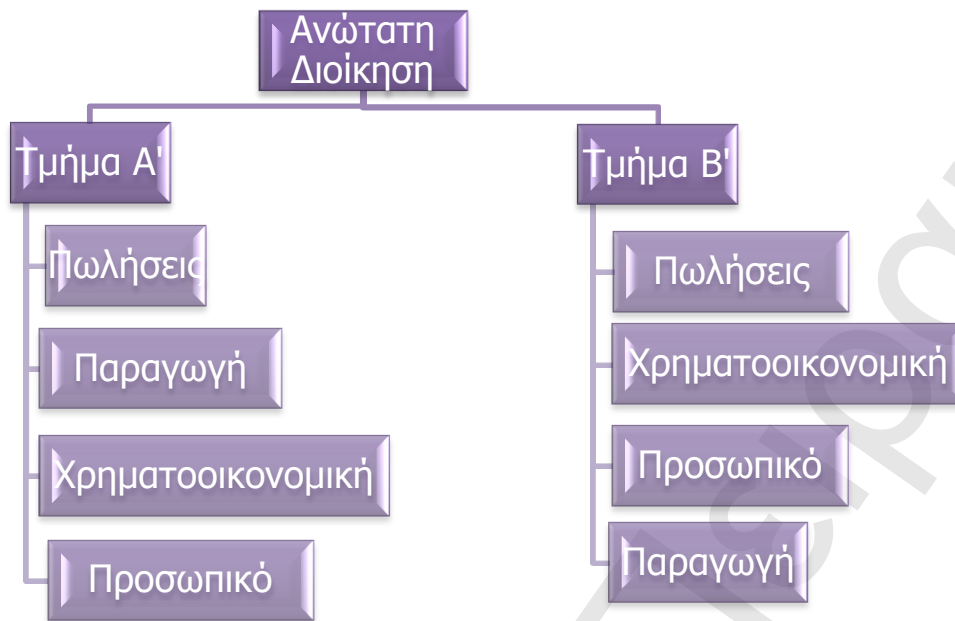 Ανώτατη
Διοίκηση
Τμήμα Α'
Πωλήσεις
Παραγωγή
Χρηματοοικονομική
Προσωπικό
Τμήμα Β'
Πωλήσεις
Χρηματοοικονομική
Προσωπικό
Παραγωγή